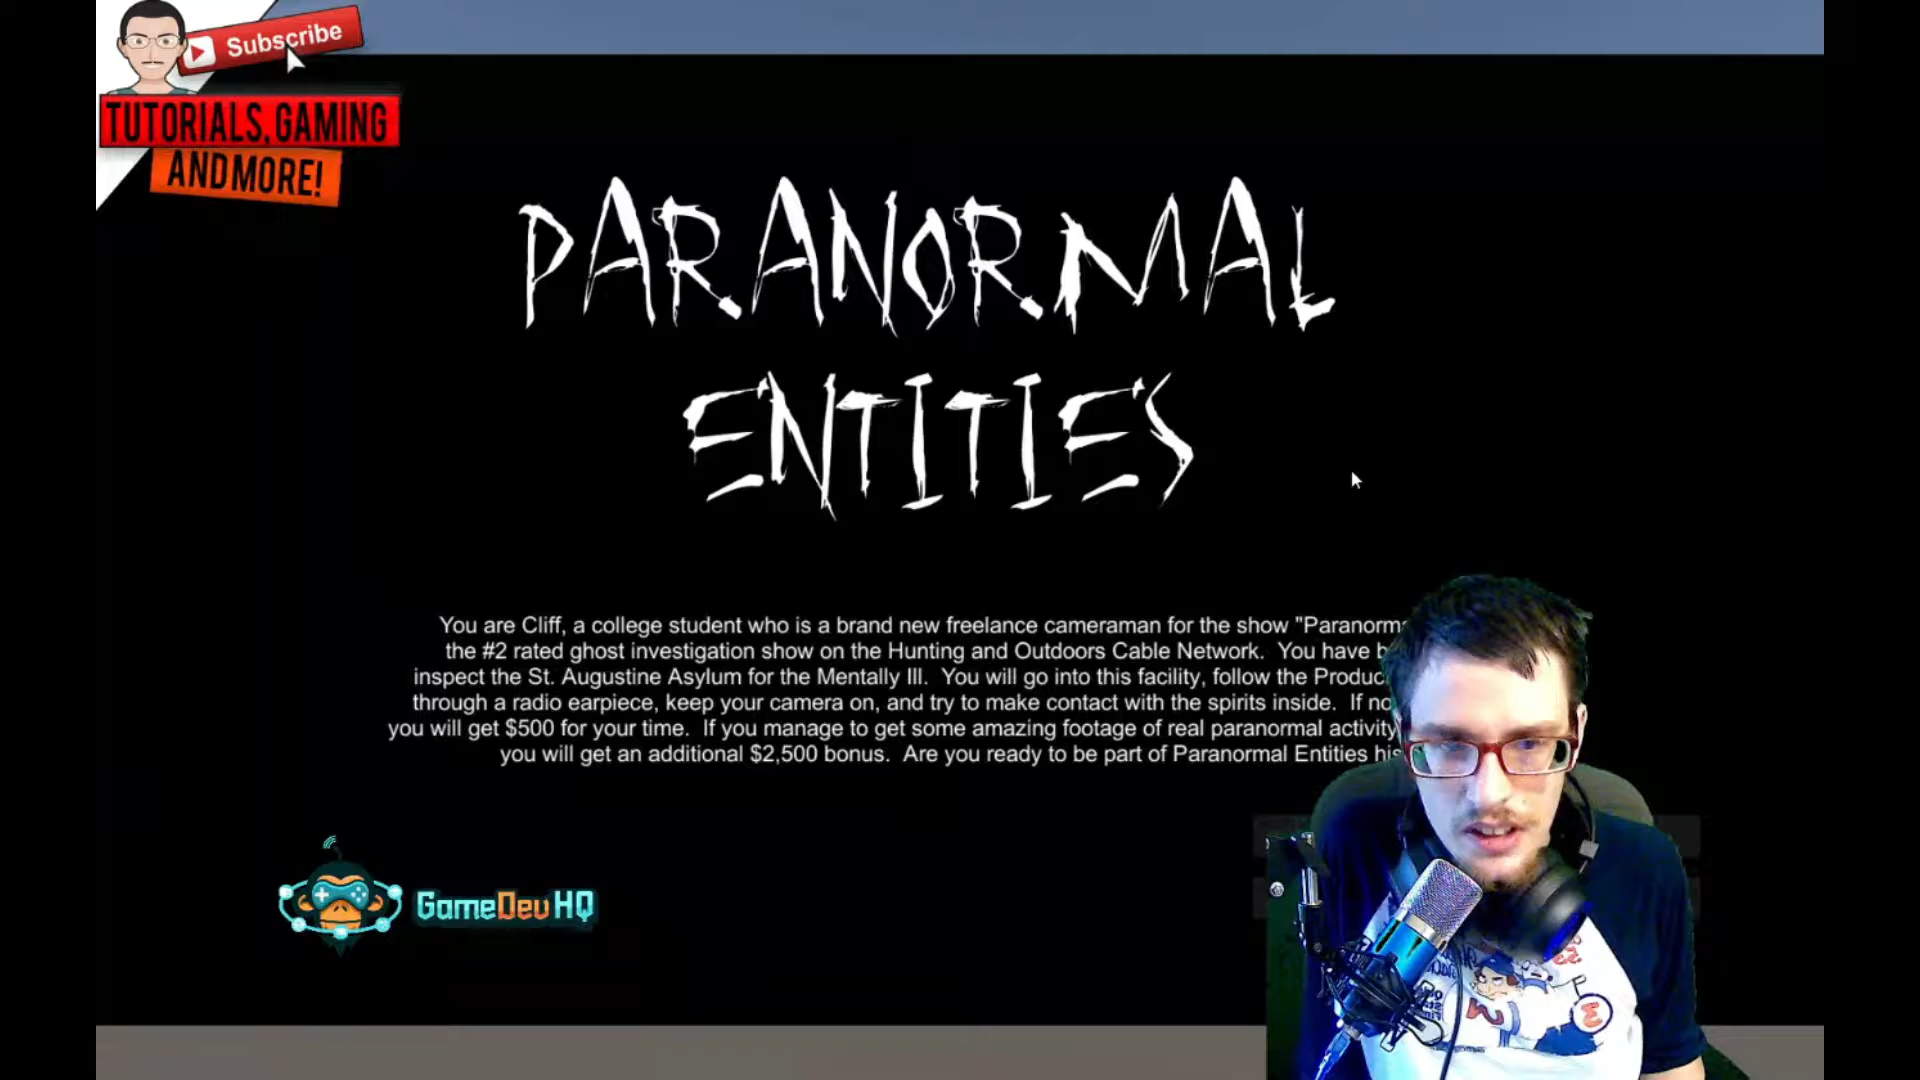 Subscribe
TUTORIALS, GAMING
AND MORE!
PARANORMAL
ENTITIES
You are Cliff, a college student who is a brand new freelance cameraman for the show "Paranorma
the #2 rated ghost investigation show on the Hunting and Outdoors Cable Network. You have b
inspect the St. Augustine Asylum for the Mentally Ill. You will go into this facility, follow the Produc
through a radio earpiece, keep your camera on, and try to make contact with the spirits inside. If no
you will get $500 for your time. If you manage to get some amazing footage of real paranormal activity
you will get an additional $2,500 bonus. Are you ready to be part of Paranormal Entities his
GameDevHQ